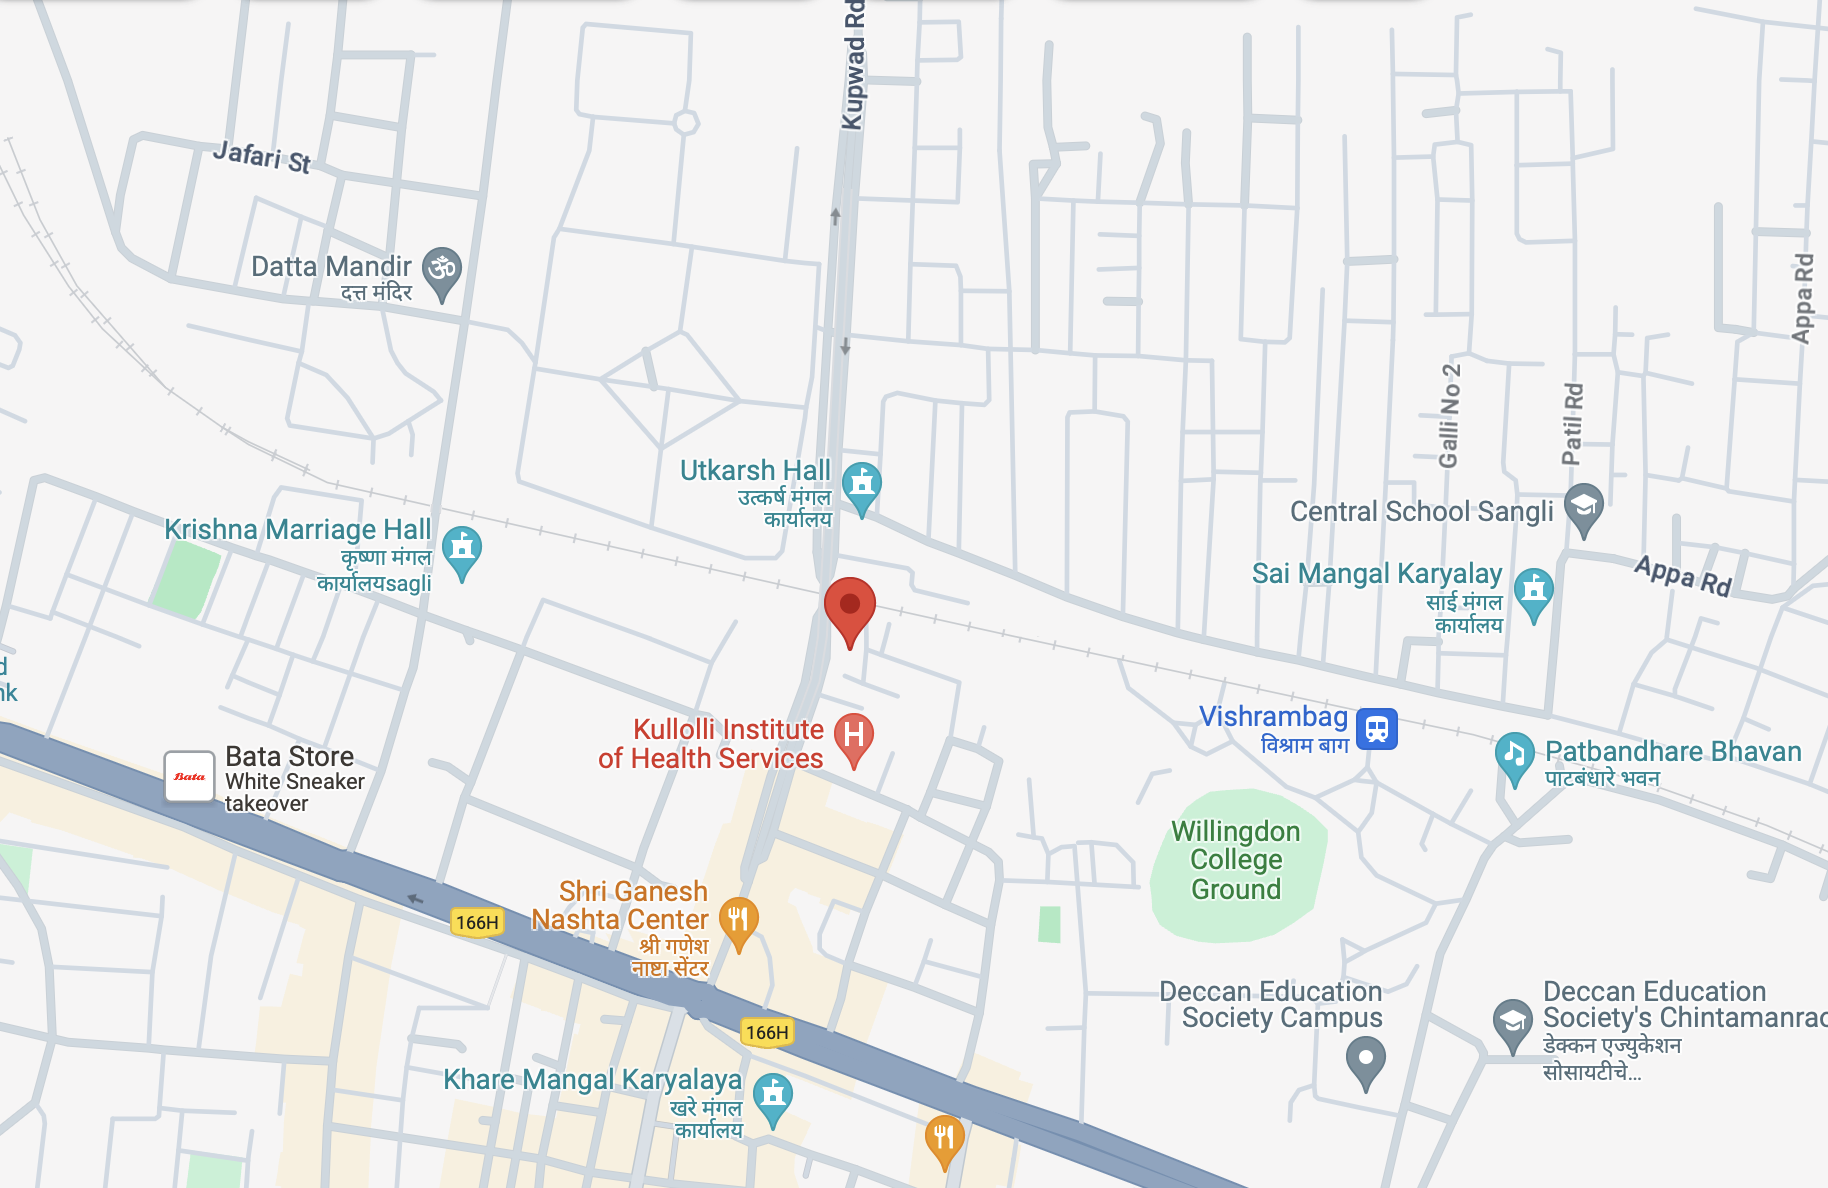 Kupwad Rd
Jafari St
Datta Mandir
दत्त मंदिर
Appa Rd
Galli No 2
Patil Rd
Utkarsh Hall
उत्कर्ष मंगल
कार्यालय
Central School Sangli
Krishna Marriage Hall
कृष्णा मंगल
कार्यालयsagli
Sai Mangal Karyalay
साई मंगल
कार्यालय
Appa Rd
d
nk
Kullolli Institute
of Health Services
H
Vishrambag
विश्राम बाग
Patbandhare Bhavan
पाटबंधारे भवन
Bata
Bata Store
White Sneaker
takeover
Willingdon
College
Ground
Shri Ganesh
Nashta Center
श्री गणेश
नाष्टा सेंटर
166H
166H
Deccan Education
Society Campus
Deccan Education
Society's Chintamanrao
डेक्कन एज्युकेशन
सोसायटीचे...
Khare Mangal Karyalaya
खरे मंगल
कार्यालय